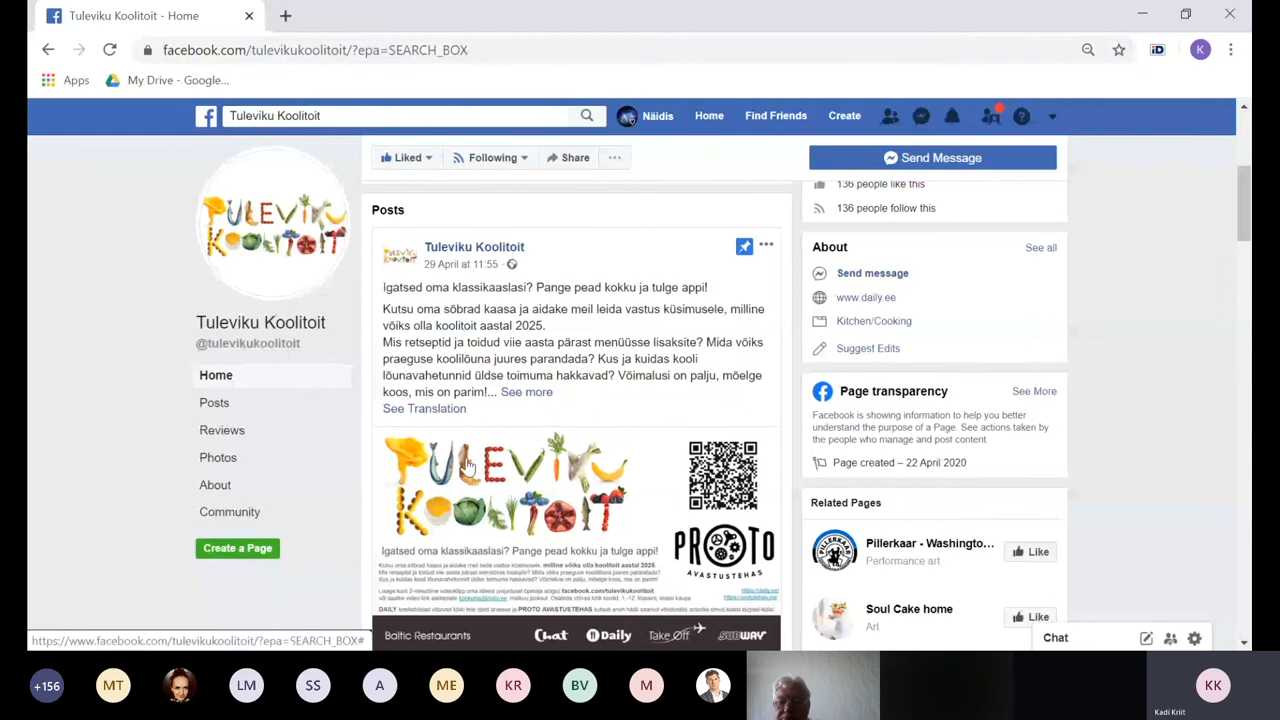 Tuleviku Koolitoit - Home
facebook.com/tulevikukoolitoit/?epa=SEARCH_BOX
K
Apps
My Drive - Google...
Tuleviku Koolitoit
Näidis
Home
Find Friends
Create
Liked
Following
Share
Send Message
TULEVIKU
KOOLITOIT
Tuleviku Koolitoit
@tulevikukoolitoit
Home
Posts
Reviews
Photos
About
Community
Create a Page
Posts
Tuleviku Koolitoit
29 April at 11:55
Igatsed oma klassikaaslasi? Pange pead kokku ja tulge appi!
Kutsu oma sõbrad kaasa ja aidake meil leida vastus küsimusele, milline
võiks olla koolitoit aastal 2025.
Mis retseptid ja toidud viie aasta pärast menüüsse lisaksite? Mida võiks
praeguse koolilõuna juures parandada? Kus ja kuidas kooli
lõunavahetunnid üldse toimuma hakkavad? Võimalusi on palju, mõelge
koos, mis on parim!... See more
See Translation
TULEVIKU
KOOLITOIT
PROTO
AVASTUSTEHAS
Igatsed oma klassikaaslasi? Pange pead kokku ja tulge appi!
Baltic Restaurants
Chat
Daily
Take Off
SUBWAY
136 people like this
136 people follow this
About
See all
Send message
www.daily.ee
Kitchen/Cooking
Suggest Edits
Page transparency
See More
Facebook is showing information to help you better
understand the purpose of a Page. See actions taken
by the people who manage and post content.
Page created – 22 April 2020
Related Pages
PILLERKAAR
Pillerkaar - Washingto...
Performance art
Like
Soul Cake home
Art
Like
Chat
https://www.facebook.com/tulevikukoolitoit/?epa=SEARCH_BOX#
+156
MT
LM
SS
A
ME
KR
BV
M
KK
Kadi Kriit